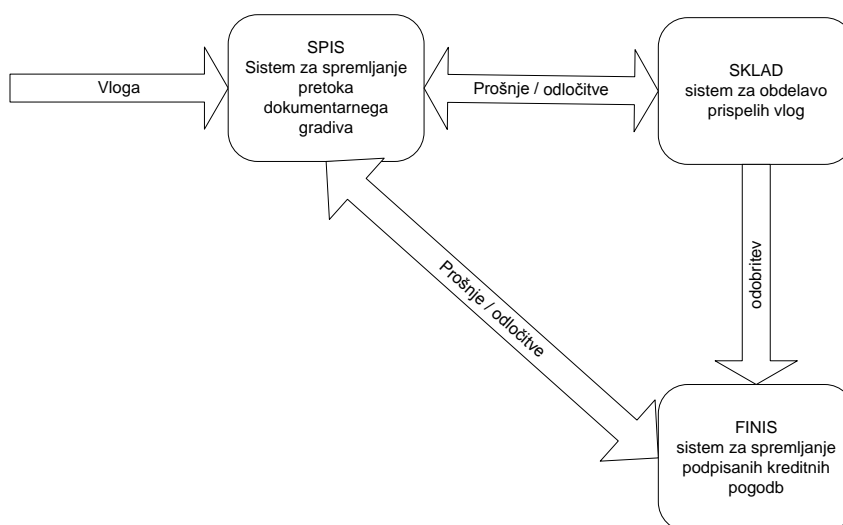 Vloga
SPIS
Sistem za spremljanje
pretoka
dokumentarnega
gradiva
Prošnje / odločitve
SKLAD
sistem za obdelavo
prispelih vlog
Prošnje / odločitve
odobritev
FINIS
sistem za spremljanje
podpisanih kreditnih
pogodb